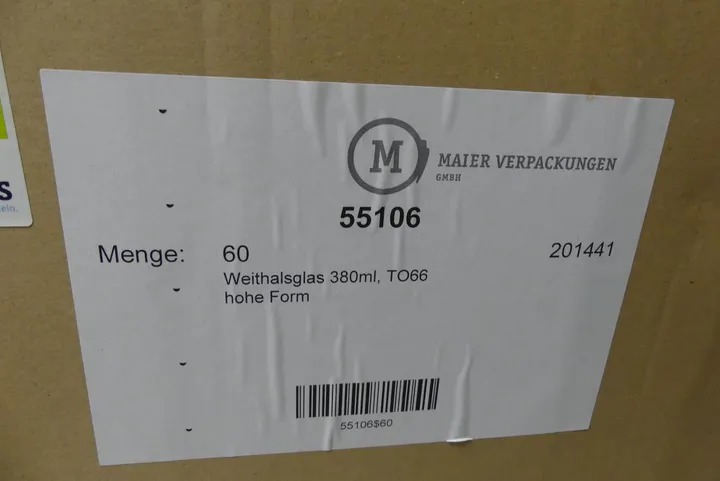 M
MAIER VERPACKUNGEN
GMBH
55106
Menge: 60 201441
Weithalsglas 380ml, TO66
hohe Form
55106$60